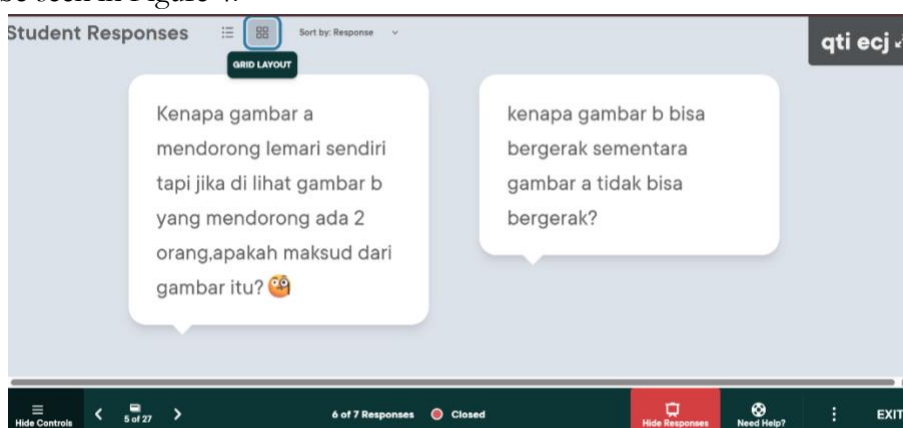 Student Responses
Sort by: Response
qti ecj
GRID LAYOUT
Kenapa gambar a
mendorong lemari sendiri
tapi jika di lihat gambar b
yang mendorong ada 2
orang,apakah maksud dari
gambar itu? 🧐
kenapa gambar b bisa
bergerak sementara
gambar a tidak bisa
bergerak?
Hide Controls
5 of 27
6 of 7 Responses
Closed
Hide Responses
Need Help?
EXIT